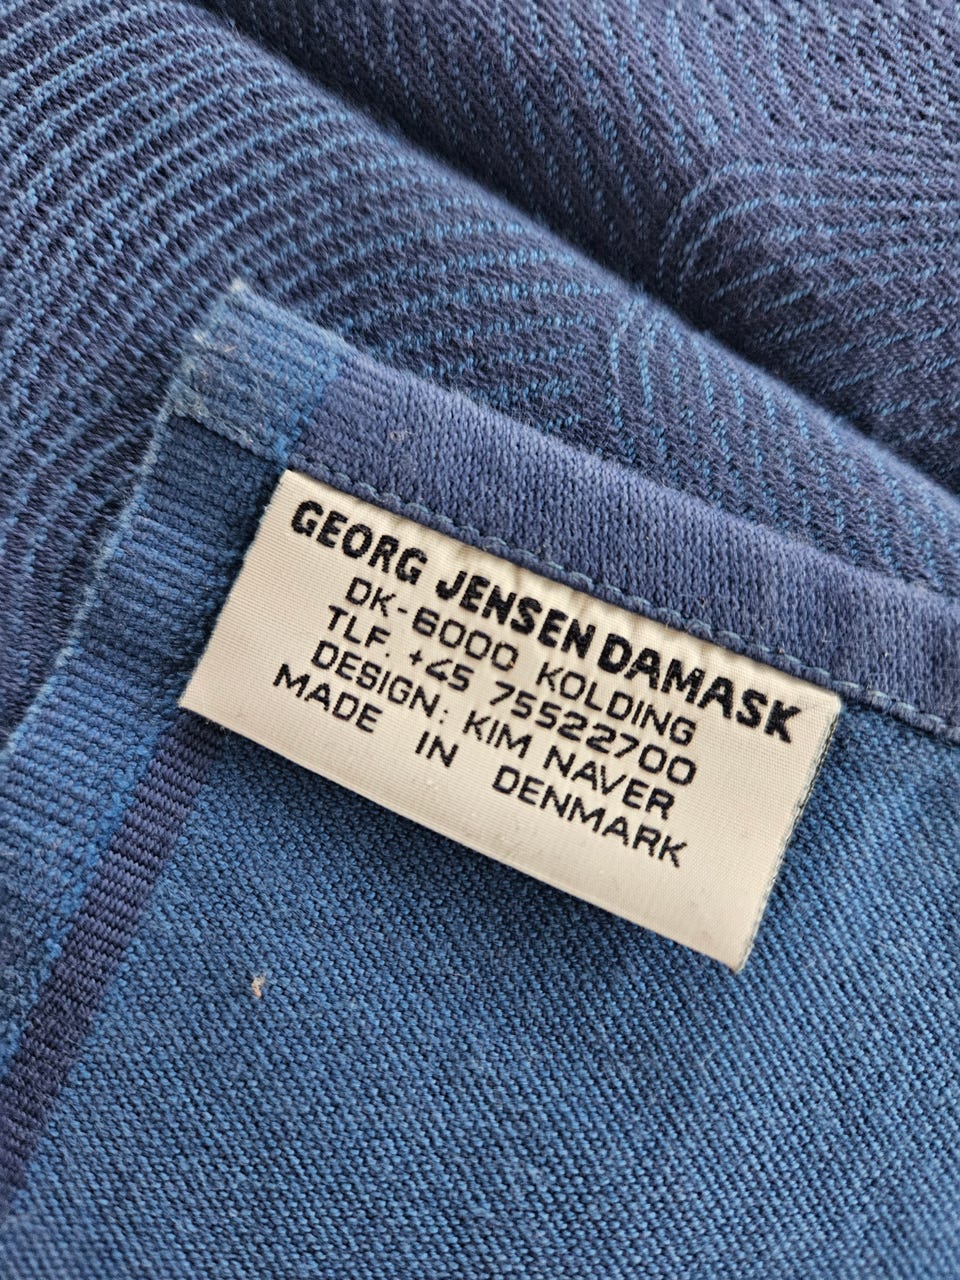 GEORG JENSEN DAMASK
DK-6000 KOLDING
TLF. +45 75522700
DESIGN: KIM NAVER
MADE IN DENMARK